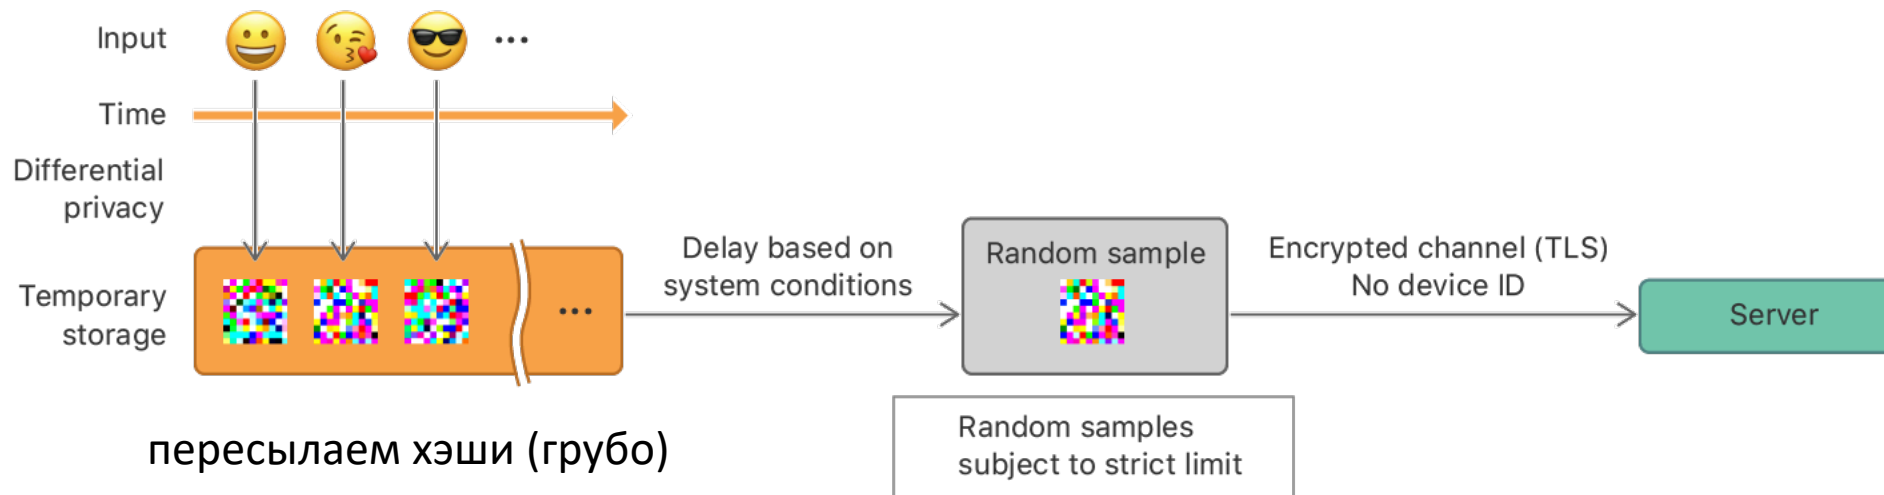 Input
...
Time
Differential
privacy
Temporary
storage
...
Delay based on
system conditions
Random sample
Encrypted channel (TLS)
No device ID
Server
Random samples
subject to strict limit
пересылаем хэши (грубо)